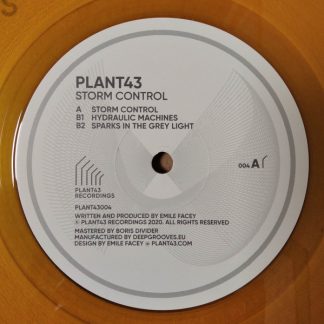 PLANT43
STORM CONTROL
A STORM CONTROL
B1 HYDRAULIC MACHINES
B2 SPARKS IN THE GREY LIGHT
004 A
PLANT43
RECORDINGS
PLANT43004
WRITTEN AND PRODUCED BY EMILE FACEY
℗ PLANT43 RECORDINGS 2020. ALL RIGHTS RESERVED
MASTERED BY BORIS DIVIDER
MANUFACTURED BY DEEPGROOVES.EU
DESIGN BY EMILE FACEY @ PLANT43.COM